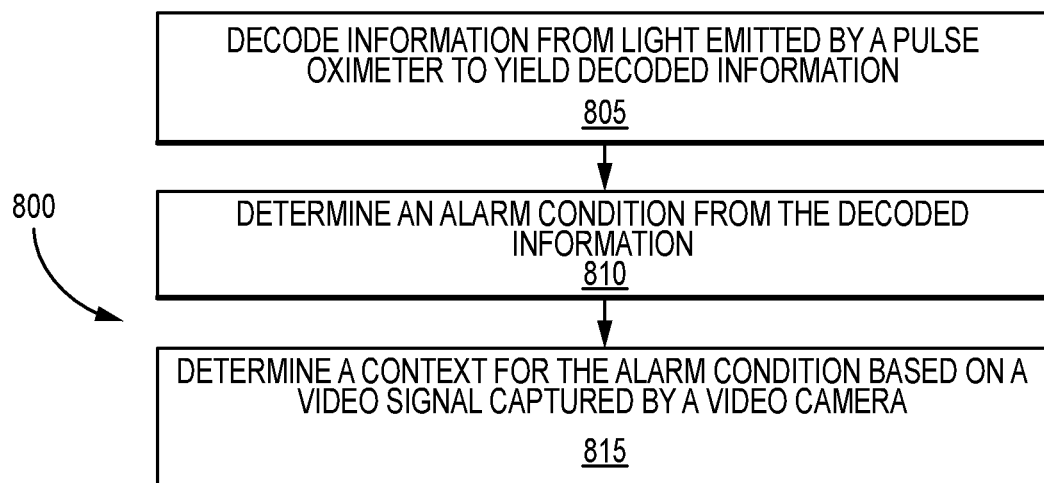 DECODE INFORMATION FROM LIGHT EMITTED BY A PULSE
OXIMETER TO YIELD DECODED INFORMATION
805
800
DETERMINE AN ALARM CONDITION FROM THE DECODED
INFORMATION
810
DETERMINE A CONTEXT FOR THE ALARM CONDITION BASED ON A
VIDEO SIGNAL CAPTURED BY A VIDEO CAMERA
815